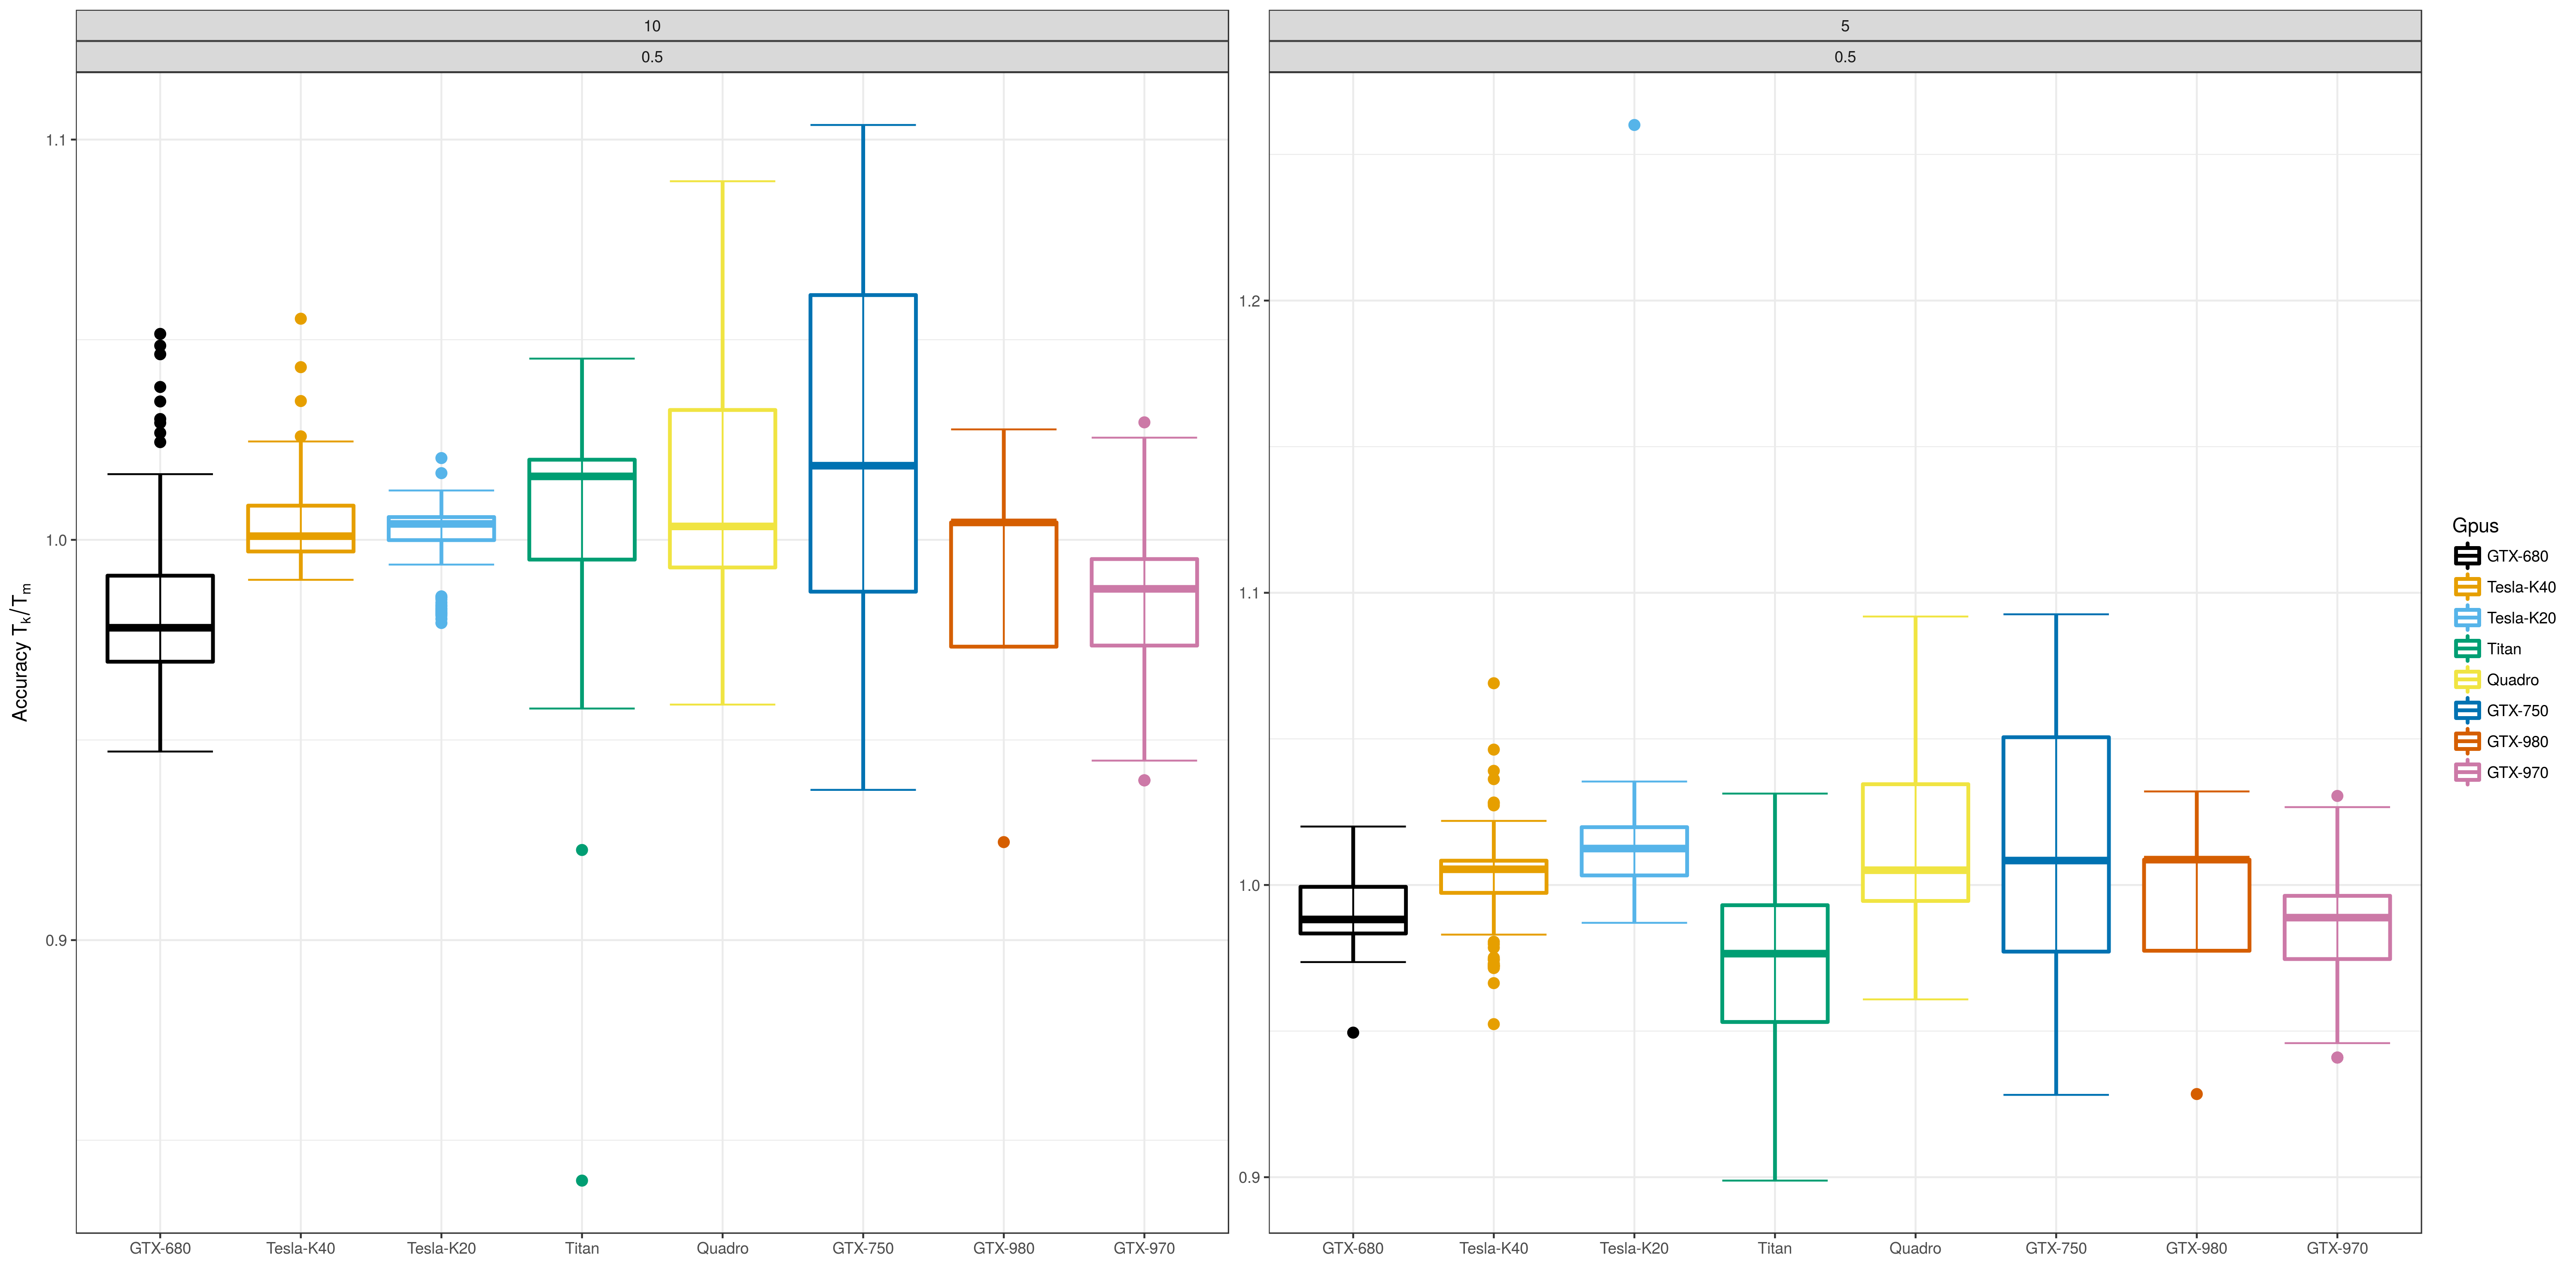 10
0.5
5
0.5
Accuracy Tk/Tm
1.1
1.0
0.9
GTX-680
Tesla-K40
Tesla-K20
Titan
Quadro
GTX-750
GTX-980
GTX-970
1.2
1.1
1.0
0.9
GTX-680
Tesla-K40
Tesla-K20
Titan
Quadro
GTX-750
GTX-980
GTX-970
Gpus
GTX-680
Tesla-K40
Tesla-K20
Titan
Quadro
GTX-750
GTX-980
GTX-970